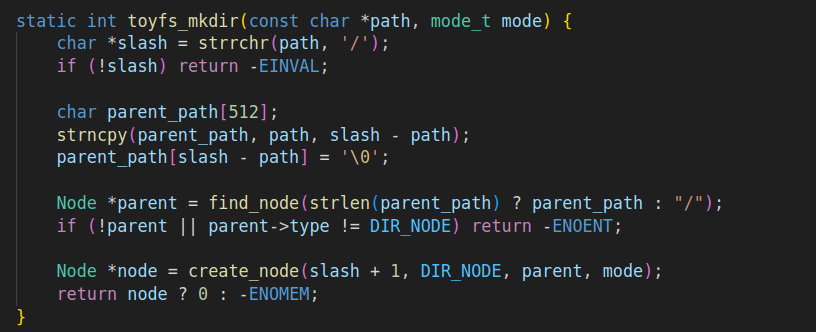 static int toyfs_mkdir(const char *path, mode_t mode) {
    char *slash = strrchr(path, '/');
    if (!slash) return -EINVAL;

    char parent_path[512];
    strncpy(parent_path, path, slash - path);
    parent_path[slash - path] = '\0';

    Node *parent = find_node(strlen(parent_path) ? parent_path : "/");
    if (!parent || parent->type != DIR_NODE) return -ENOENT;

    Node *node = create_node(slash + 1, DIR_NODE, parent, mode);
    return node ? 0 : -ENOMEM;
}